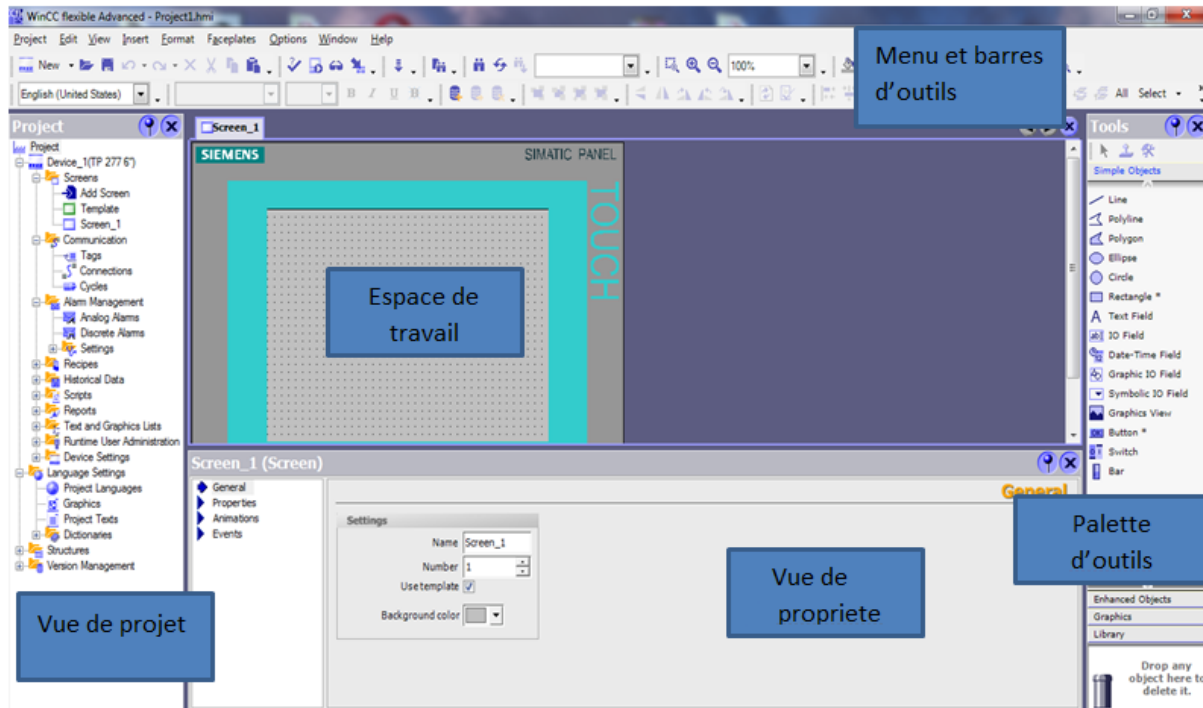 WinCC flexible Advanced - Project1.hmi
Project Edit View Insert Format Faceplates Options Window Help
New
100%
English (United States)
B I U B
All Select
Menu et barres
d’outils
Project
Project
Device_1(TP 277 6")
Screens
Add Screen
Template
Screen_1
Communication
Tags
Connections
Cycles
Alarm Management
Analog Alarms
Discrete Alarms
Settings
Recipes
Historical Data
Scripts
Reports
Text and Graphics Lists
Runtime User Administration
Device Settings
Language Settings
Project Languages
Graphics
Project Texts
Dictionaries
Structures
Version Management
Vue de projet
Screen_1
SIEMENS
SIMATIC PANEL
TOUCH
Espace de
travail
Screen_1 (Screen)
General
Properties
Animations
Events
General
Settings
Name Screen_1
Number 1
Use template
Background color
Vue de
propriete
Tools
Simple Objects
Line
Polyline
Polygon
Ellipse
Circle
Rectangle *
Text Field
IO Field
Date-Time Field
Graphic IO Field
Symbolic IO Field
Graphics View
Button *
Switch
Bar
Palette
d’outils
Enhanced Objects
Graphics
Library
Drop any
object here to
delete it.